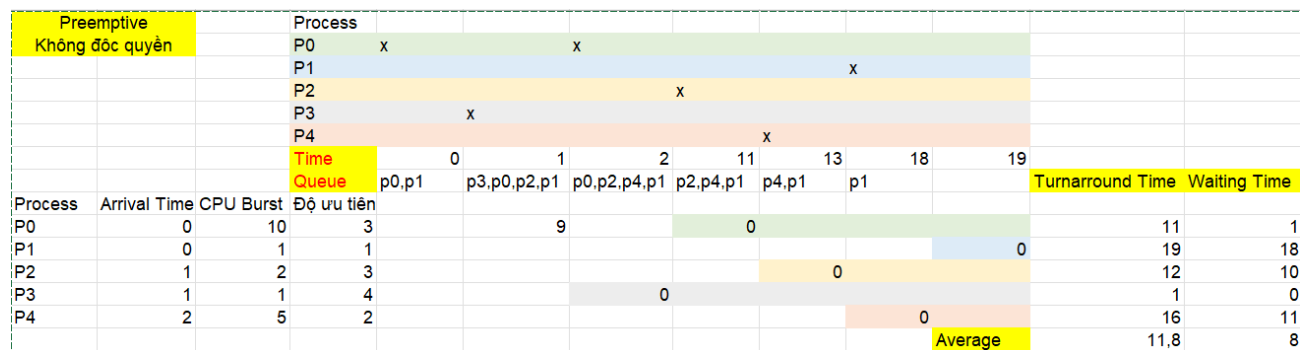 Preemptive Process
Không đôc quyền P0 x x
P1 x
P2 x
P3 x
P4 x
Time 0 1 2 11 13 18 19
Queue p0,p1 p3,p0,p2,p1 p0,p2,p4,p1 p2,p4,p1 p4,p1 p1 Turnarround Time Waiting Time
Process Arrival Time CPU Burst Độ ưu tiên
P0 0 10 3 9 0 11 1
P1 0 1 1 0 19 18
P2 1 2 3 0 12 10
P3 1 1 4 0 1 0
P4 2 5 2 0 16 11
Average 11,8 8